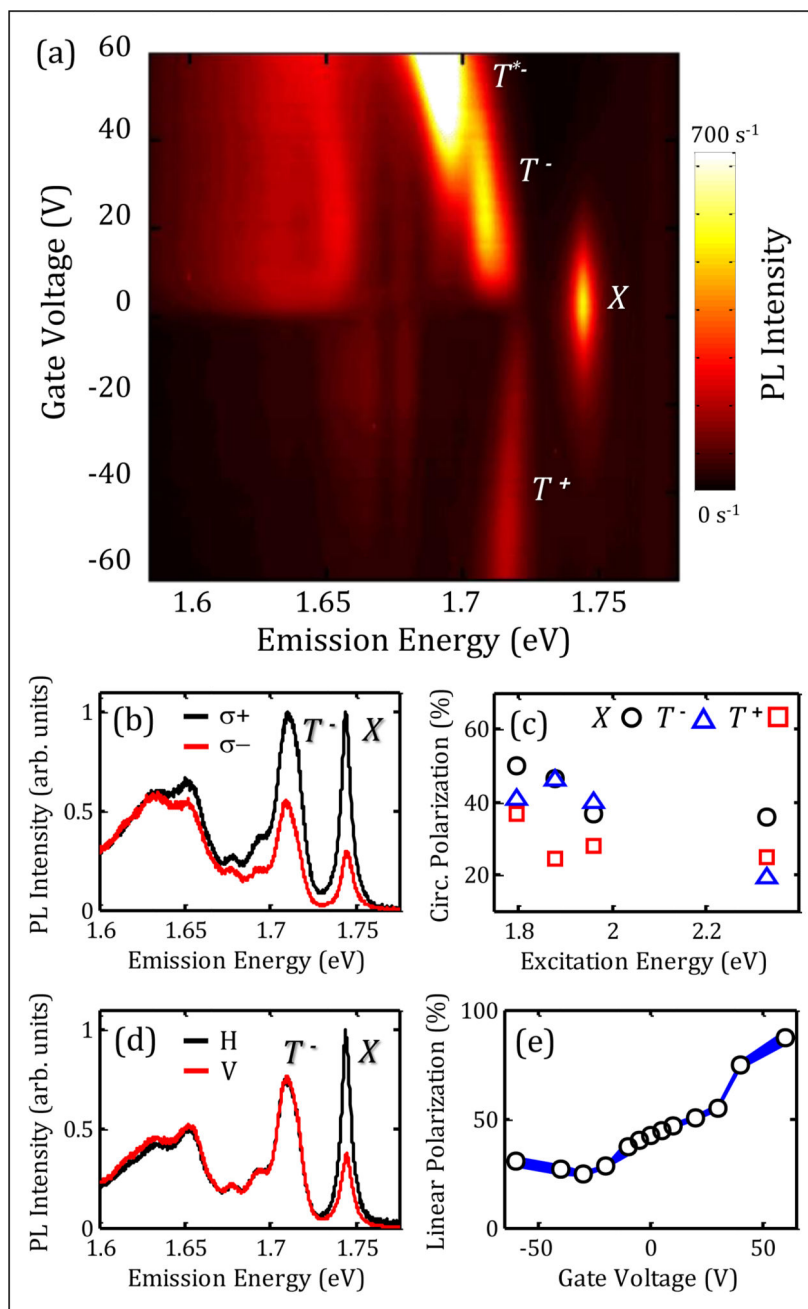 (a)
60
40
20
0
-20
-40
-60
Gate Voltage (V)
T*-
T -
X
T +
700 s-1
0 s-1
PL Intensity
1.6 1.65 1.7 1.75
Emission Energy (eV)
(b) σ+ σ− T - X
1
0.5
0
PL Intensity (arb. units)
1.6 1.65 1.7 1.75
Emission Energy (eV)
(c) X T - T +
60
40
20
Circ. Polarization (%)
1.8 2 2.2
Excitation Energy (eV)
(d) H V T - X
1
0.5
0
PL Intensity (arb. units)
1.6 1.65 1.7 1.75
Emission Energy (eV)
(e)
100
50
0
Linear Polarization (%)
-50 0 50
Gate Voltage (V)